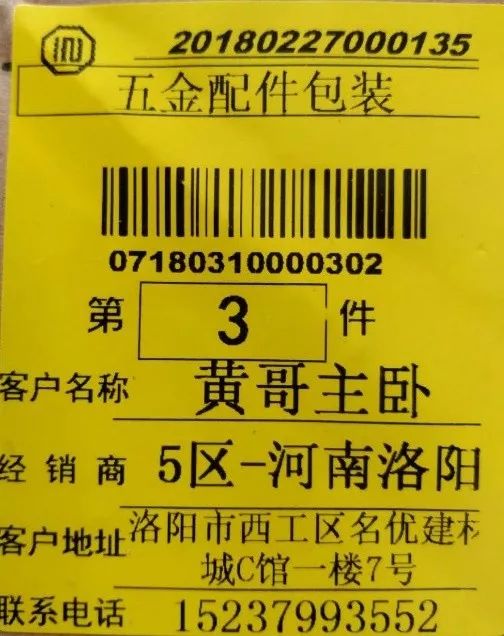 20180227000135
五金配件包装
07180310000302
第 3 件
客户名称 黄哥主卧
经销商 5区-河南洛阳
客户地址 洛阳市西工区名优建材
城C馆一楼7号
联系电话 15237993552